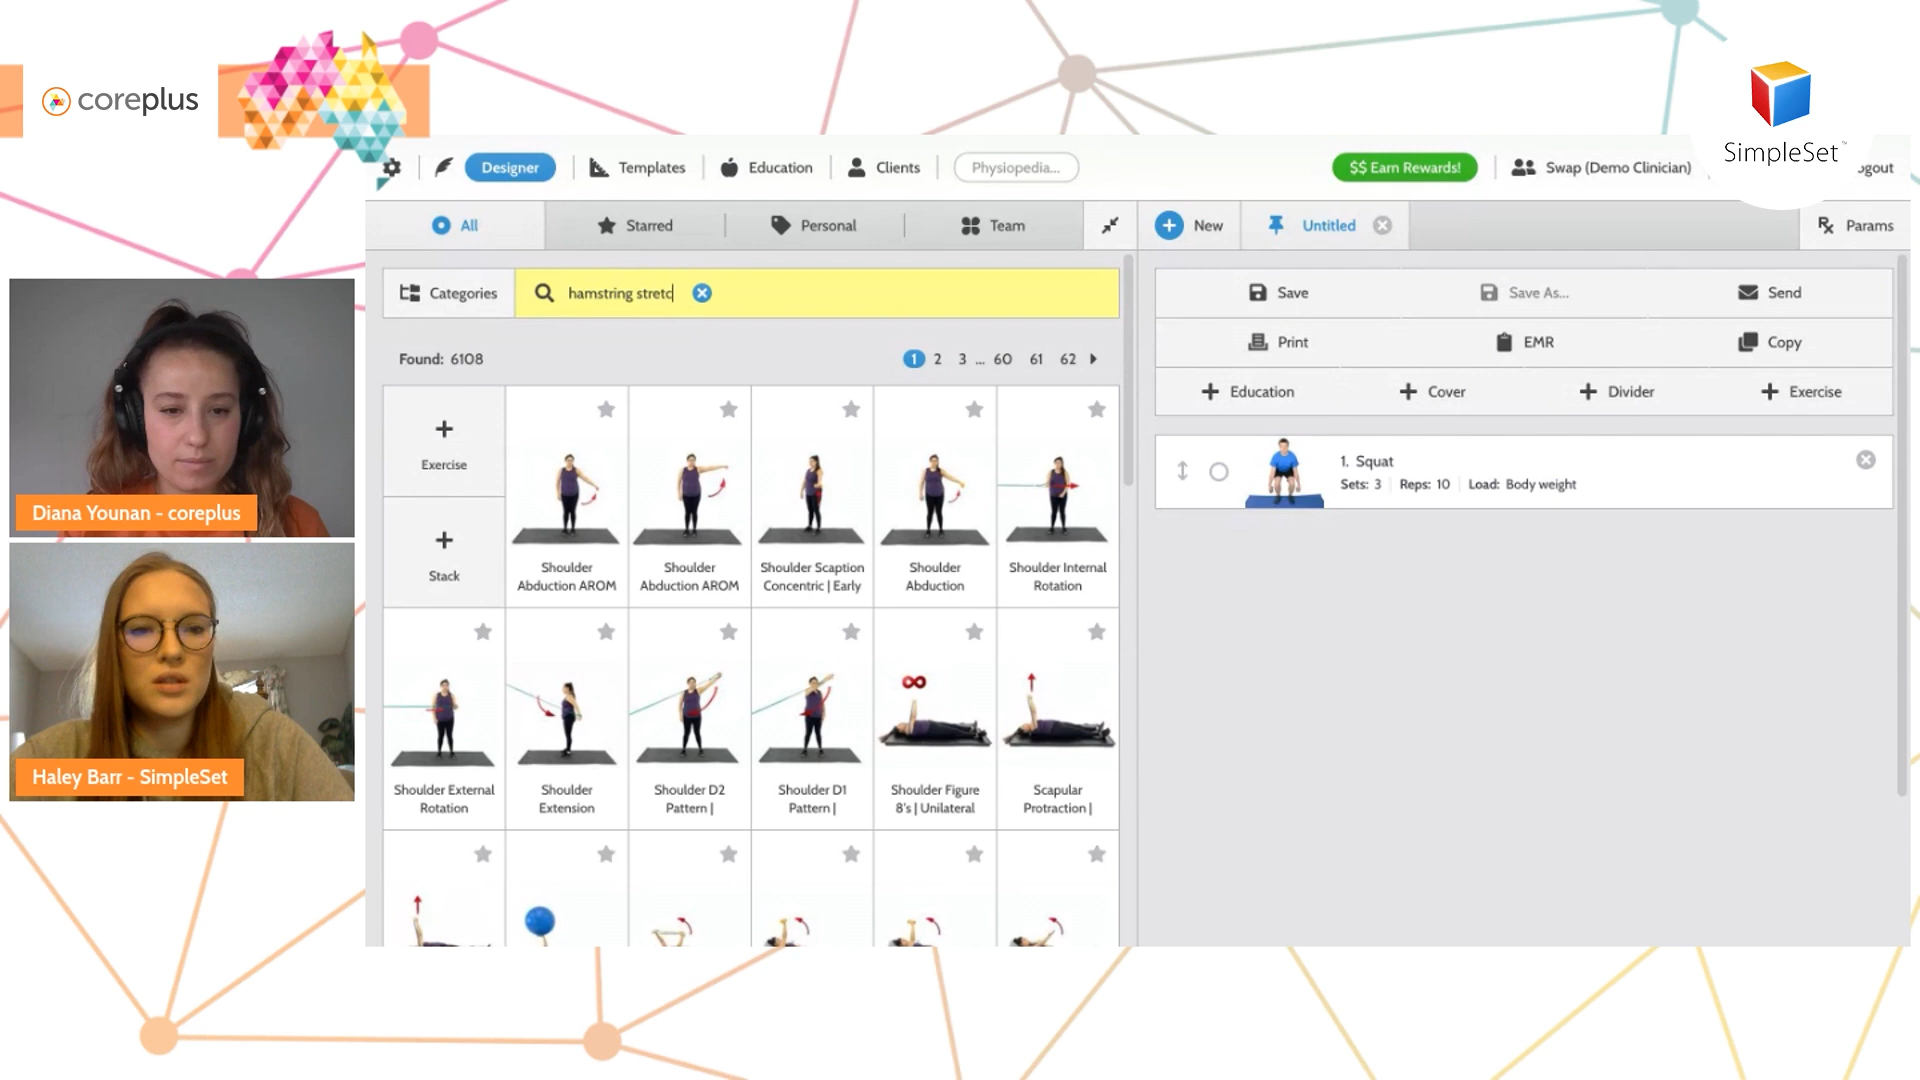 coreplus
SimpleSet™
Designer
Templates
Education
Clients
Physiopedia...
$$ Earn Rewards!
Swap (Demo Clinician)
ogout
All
Starred
Personal
Team
New
Untitled
Params
Categories
hamstring stretc
Found: 6108
1 2 3 ... 60 61 62
Save
Save As...
Send
Print
EMR
Copy
+ Education
+ Cover
+ Divider
+ Exercise
1. Squat
Sets: 3 Reps: 10 Load: Body weight
+
Exercise
+
Stack
Shoulder
Abduction AROM
Shoulder
Abduction AROM
Shoulder Scaption
Concentric | Early
Shoulder
Abduction
Shoulder Internal
Rotation
Shoulder External
Rotation
Shoulder
Extension
Shoulder D2
Pattern |
Shoulder D1
Pattern |
Shoulder Figure
8's | Unilateral
Scapular
Protraction |
Diana Younan - coreplus
Haley Barr - SimpleSet